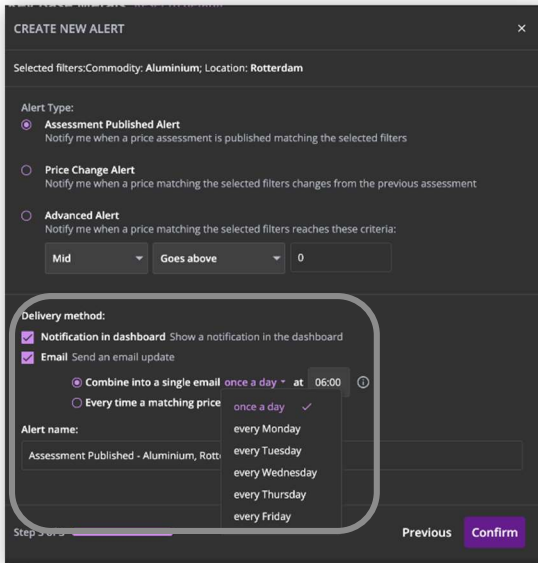 CREATE NEW ALERT ×
Selected filters:Commodity: Aluminium; Location: Rotterdam
Alert Type:
Assessment Published Alert
Notify me when a price assessment is published matching the selected filters
Price Change Alert
Notify me when a price matching the selected filters changes from the previous assessment
Advanced Alert
Notify me when a price matching the selected filters reaches these criteria:
Mid Goes above 0
Delivery method:
Notification in dashboard Show a notification in the dashboard
Email Send an email update
Combine into a single email once a day at 06:00
Every time a matching price
once a day
every Monday
every Tuesday
every Wednesday
every Thursday
every Friday
Alert name:
Assessment Published - Aluminium, Rott
Step
Previous Confirm